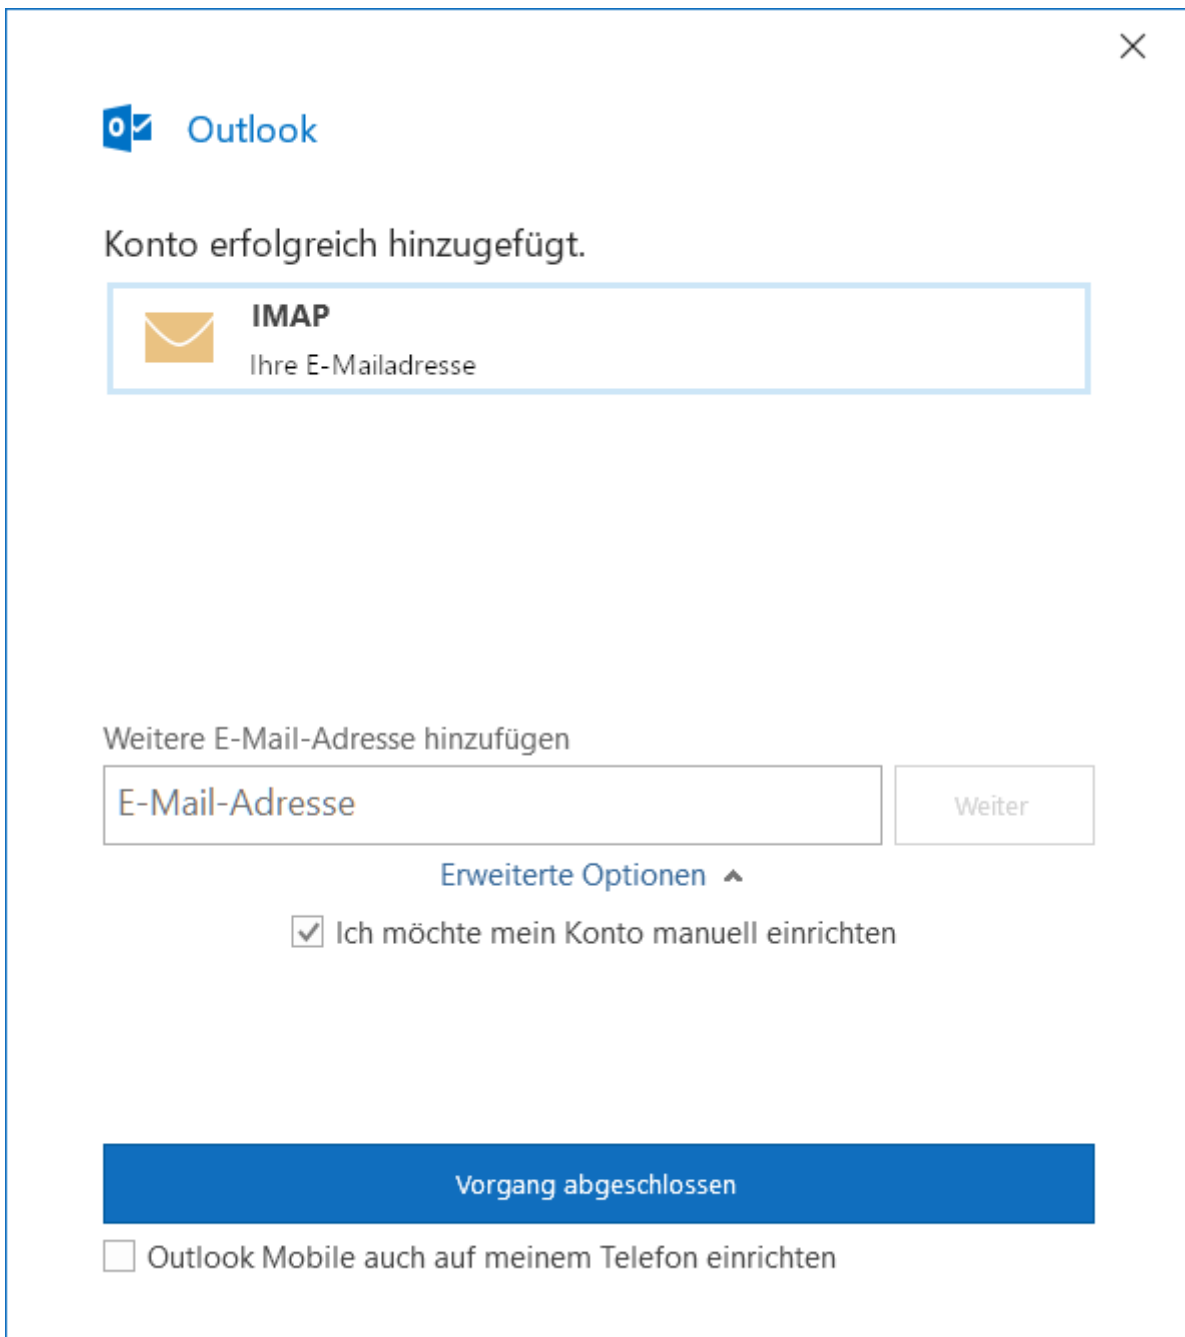 Outlook
Konto erfolgreich hinzugefügt.
IMAP
Ihre E-Mailadresse
Weitere E-Mail-Adresse hinzufügen
E-Mail-Adresse
Weiter
Erweiterte Optionen
Ich möchte mein Konto manuell einrichten
Vorgang abgeschlossen
Outlook Mobile auch auf meinem Telefon einrichten